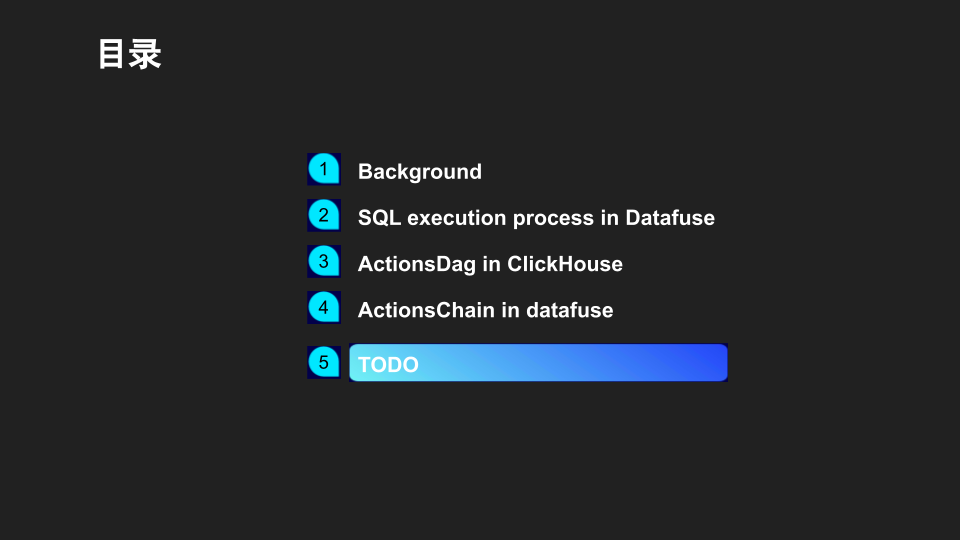 目录
1 Background
2 SQL execution process in Datafuse
3 ActionsDag in ClickHouse
4 ActionsChain in datafuse
5 TODO